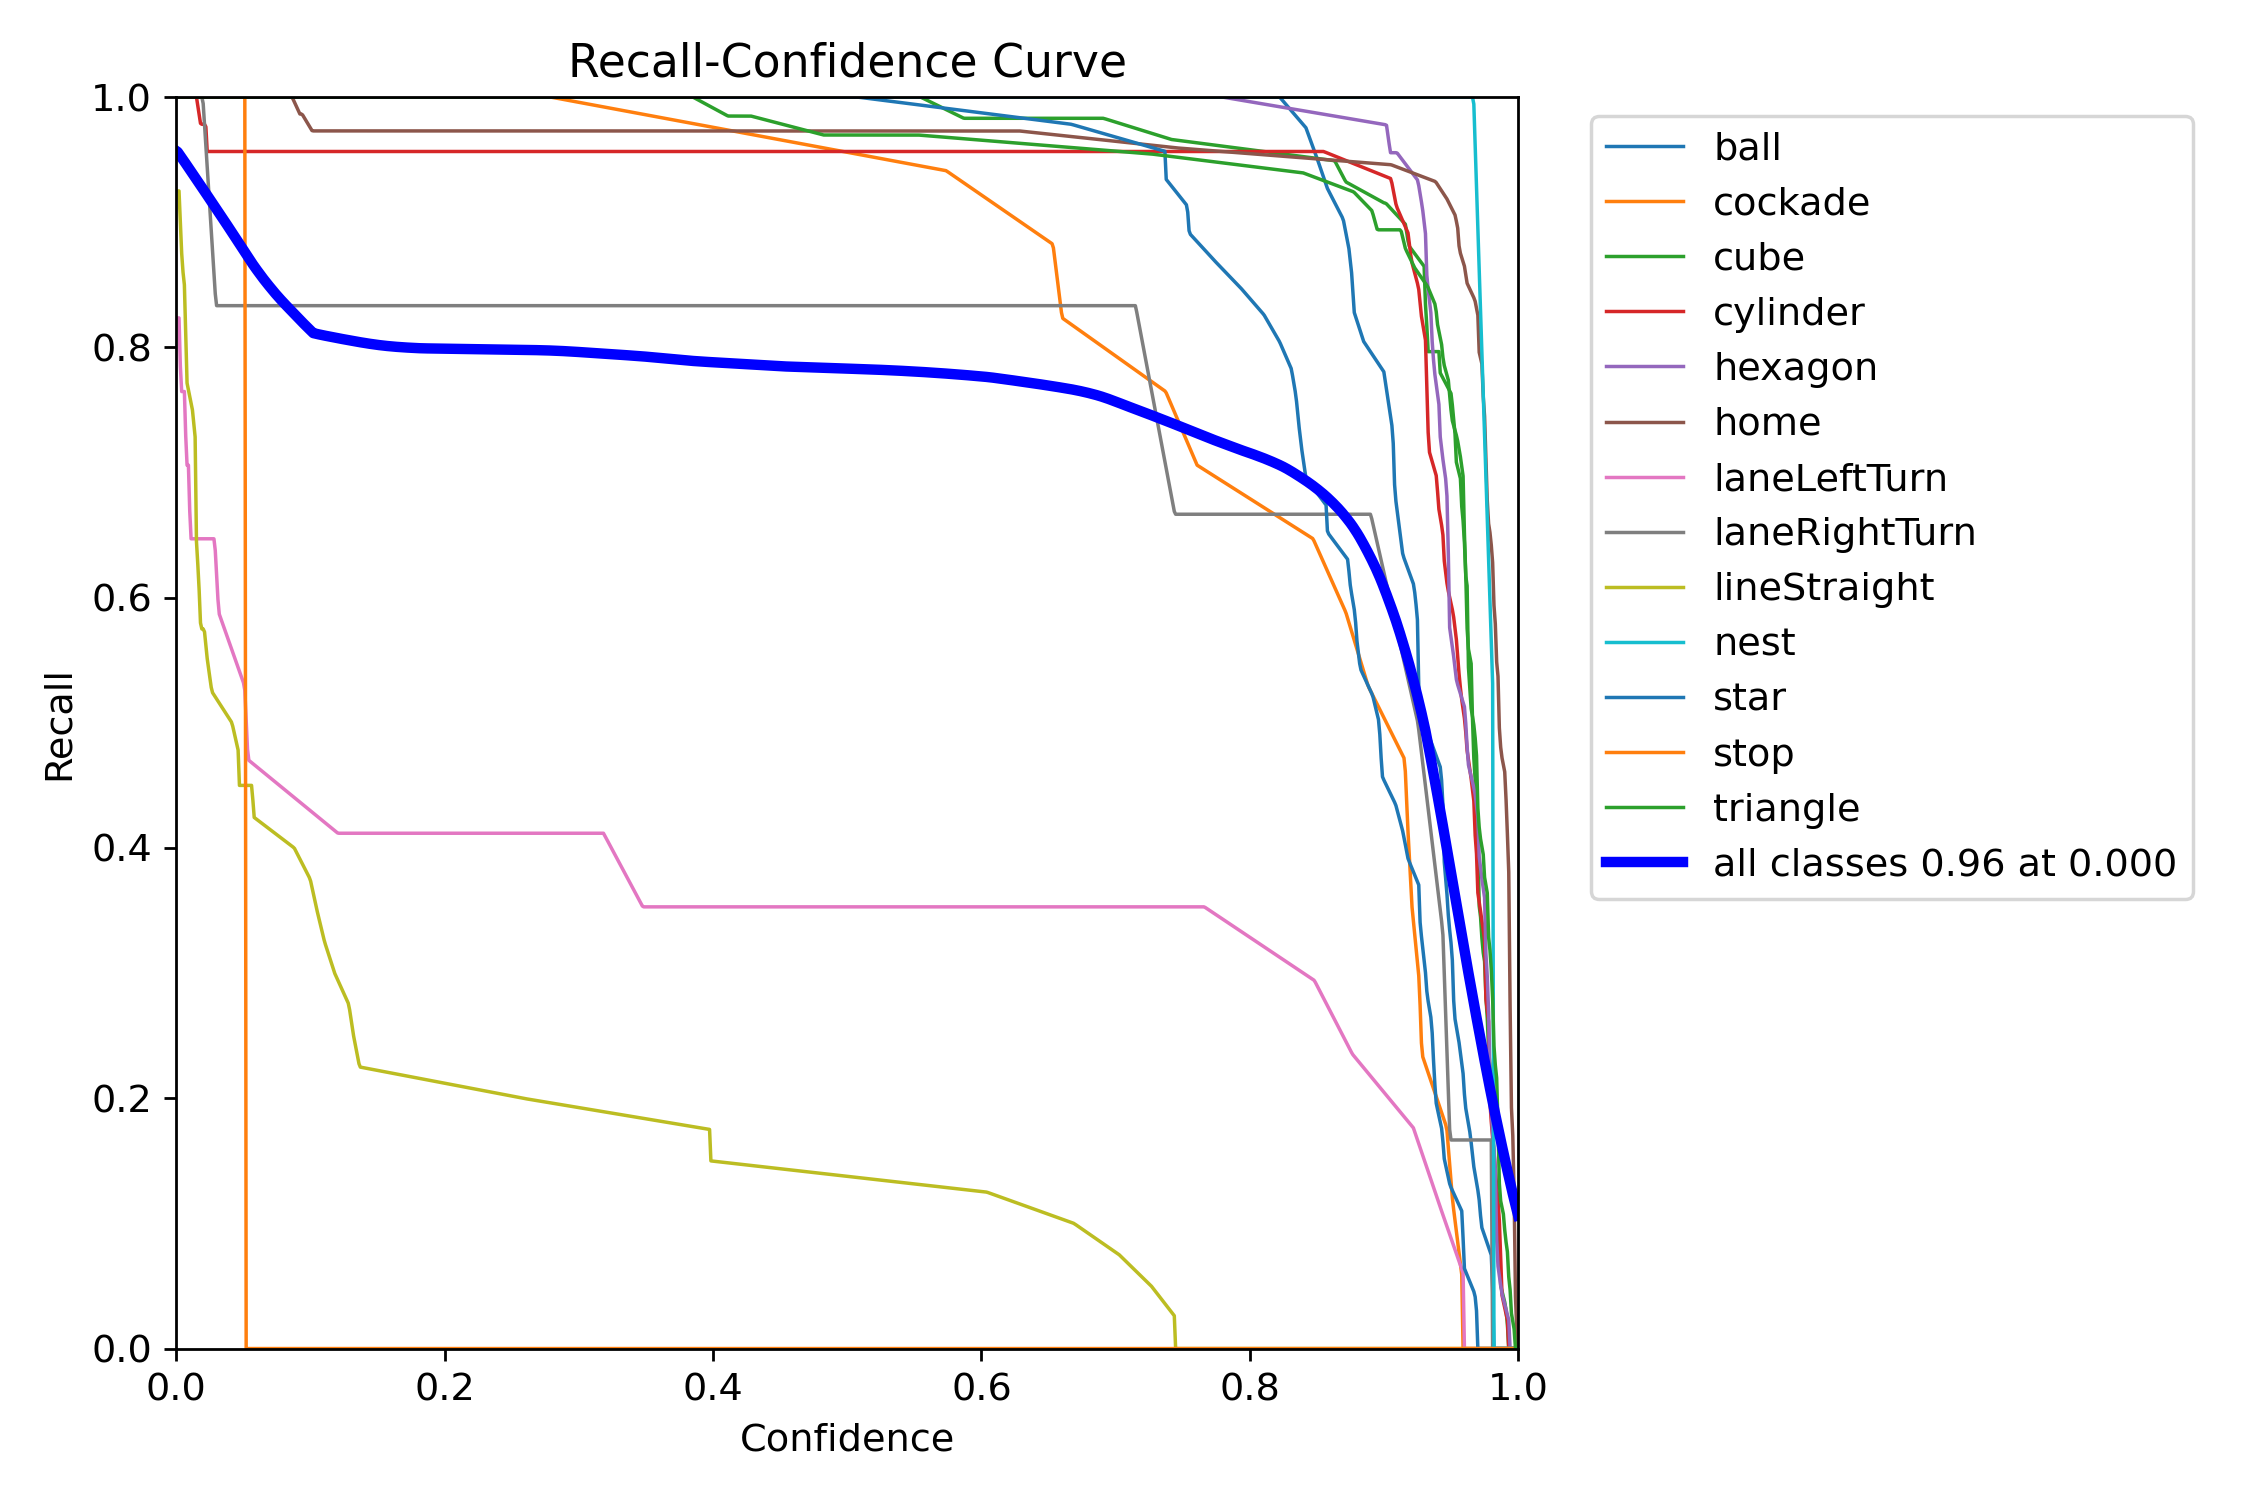 Recall-Confidence Curve
1.0
0.8
0.6
0.4
0.2
0.0
Recall
0.0 0.2 0.4 0.6 0.8 1.0
Confidence
ball
cockade
cube
cylinder
hexagon
home
laneLeftTurn
laneRightTurn
lineStraight
nest
star
stop
triangle
all classes 0.96 at 0.000